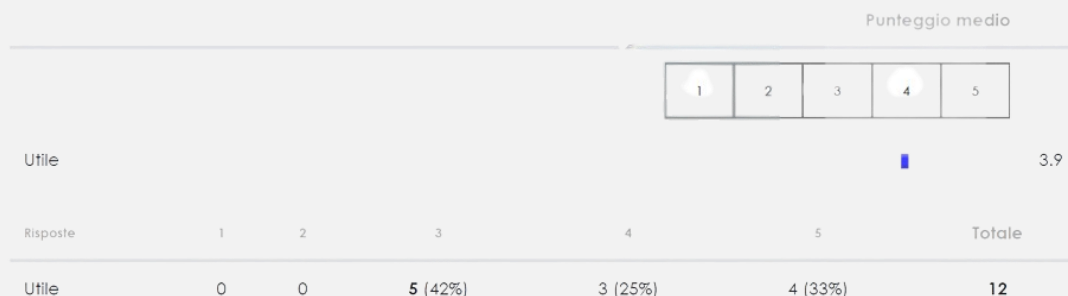 Punteggio medio
1 2 3 4 5
Utile 3.9
Risposte 1 2 3 4 5 Totale
Utile 0 0 5 (42%) 3 (25%) 4 (33%) 12